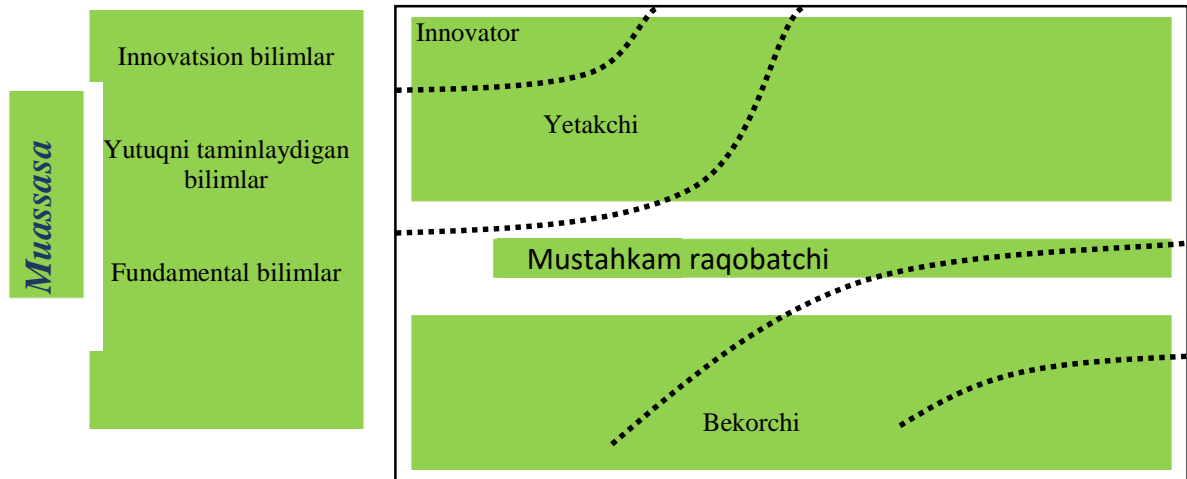 Muassasa
Innovatsion bilimlar
Yutuqni taminlaydigan
bilimlar
Fundamental bilimlar
Innovator
Yetakchi
Mustahkam raqobatchi
Bekorchi